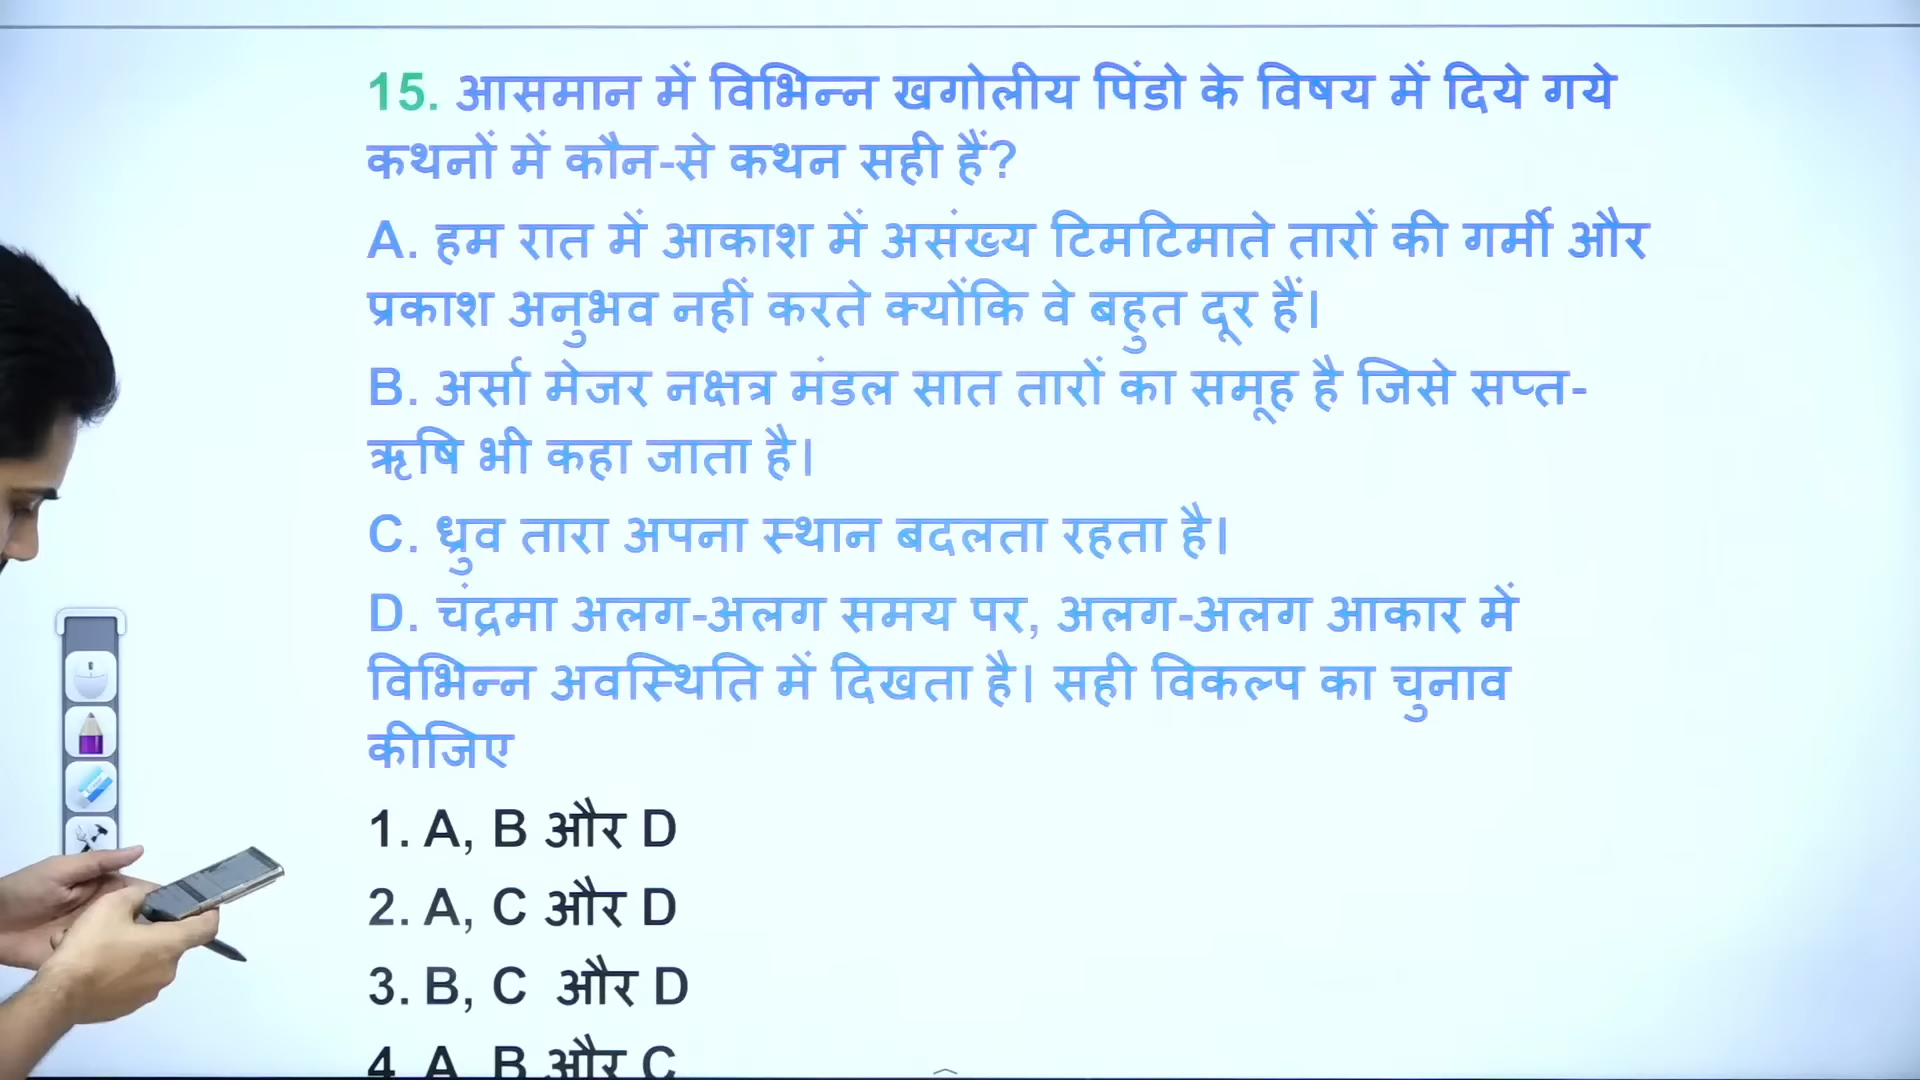 15. आसमान में विभिन्न खगोलीय पिंडो के विषय में दिये गये
कथनों में कौन-से कथन सही हैं?
A. हम रात में आकाश में असंख्य टिमटिमाते तारों की गर्मी और
प्रकाश अनुभव नहीं करते क्योंकि वे बहुत दूर हैं।
B. अर्सा मेजर नक्षत्र मंडल सात तारों का समूह है जिसे सप्त-
ऋषि भी कहा जाता है।
C. ध्रुव तारा अपना स्थान बदलता रहता है।
D. चंद्रमा अलग-अलग समय पर, अलग-अलग आकार में
विभिन्न अवस्थिति में दिखता है। सही विकल्प का चुनाव
कीजिए
1. A, B और D
2. A, C और D
3. B, C और D
4. A, B और C